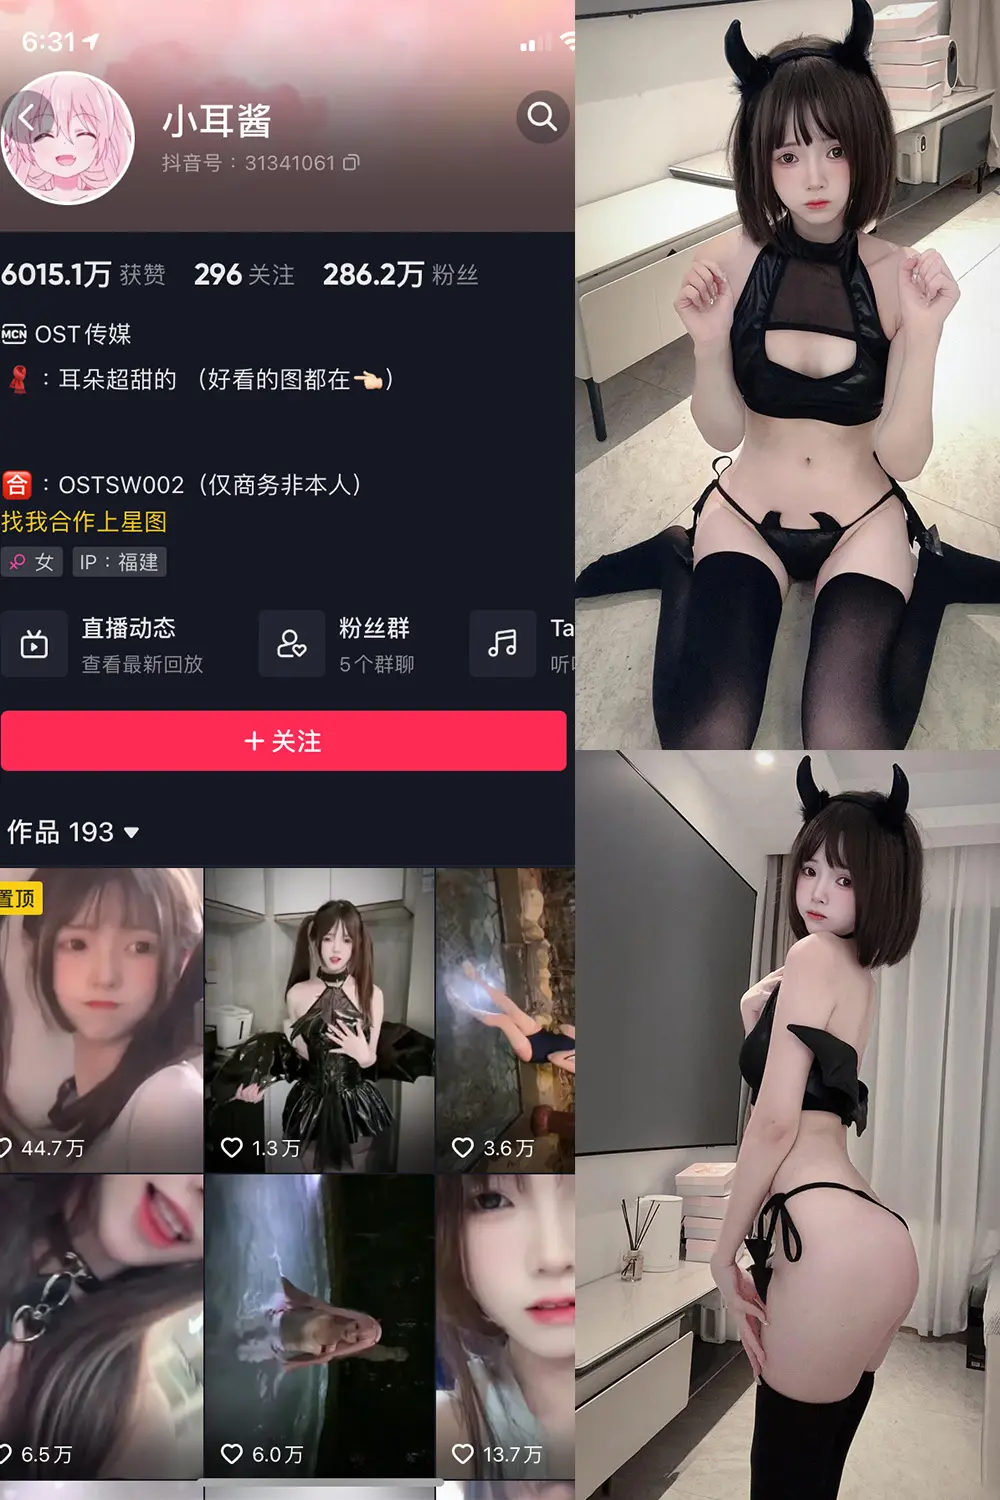 6:31
小耳酱
抖音号：31341061
6015.1万 获赞 296 关注 286.2万 粉丝
MCN OST传媒
：耳朵超甜的 （好看的图都在👈🏻）
合：OSTSW002（仅商务非本人）
找我合作上星图
女 IP：福建
直播动态 粉丝群 Ta
查看最新回放 5个群聊 听
+ 关注
作品 193
置顶
44.7万 1.3万 3.6万
6.5万 6.0万 13.7万